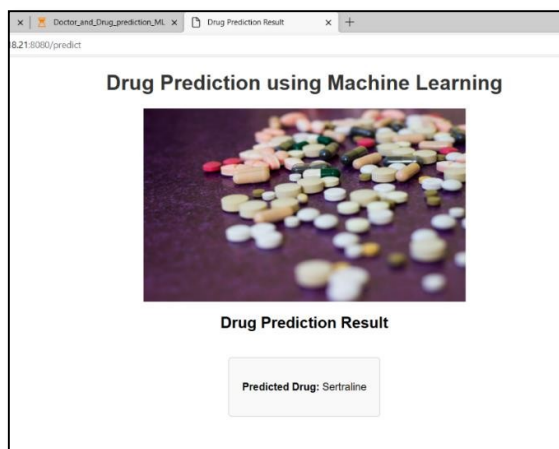 Doctor_and_Drug_prediction_ML
Drug Prediction Result
8.21:8080/predict
Drug Prediction using Machine Learning
Drug Prediction Result
Predicted Drug: Sertraline